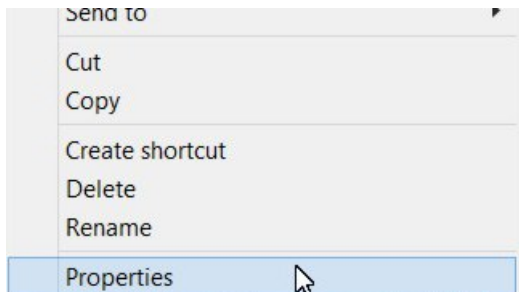 Send to
Cut
Copy
Create shortcut
Delete
Rename
Properties